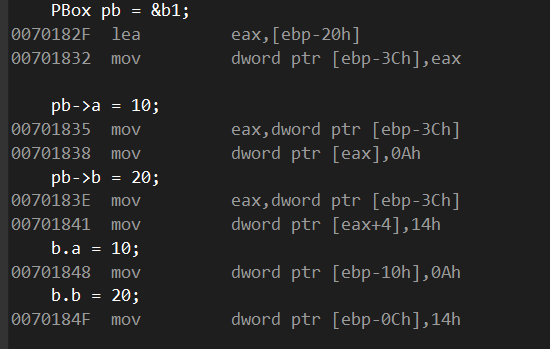 PBox pb = &b1;
0070182F lea eax,[ebp-20h]
00701832 mov dword ptr [ebp-3Ch],eax
pb->a = 10;
00701835 mov eax,dword ptr [ebp-3Ch]
00701838 mov dword ptr [eax],0Ah
pb->b = 20;
0070183E mov eax,dword ptr [ebp-3Ch]
00701841 mov dword ptr [eax+4],14h
b.a = 10;
00701848 mov dword ptr [ebp-10h],0Ah
b.b = 20;
0070184F mov dword ptr [ebp-0Ch],14h